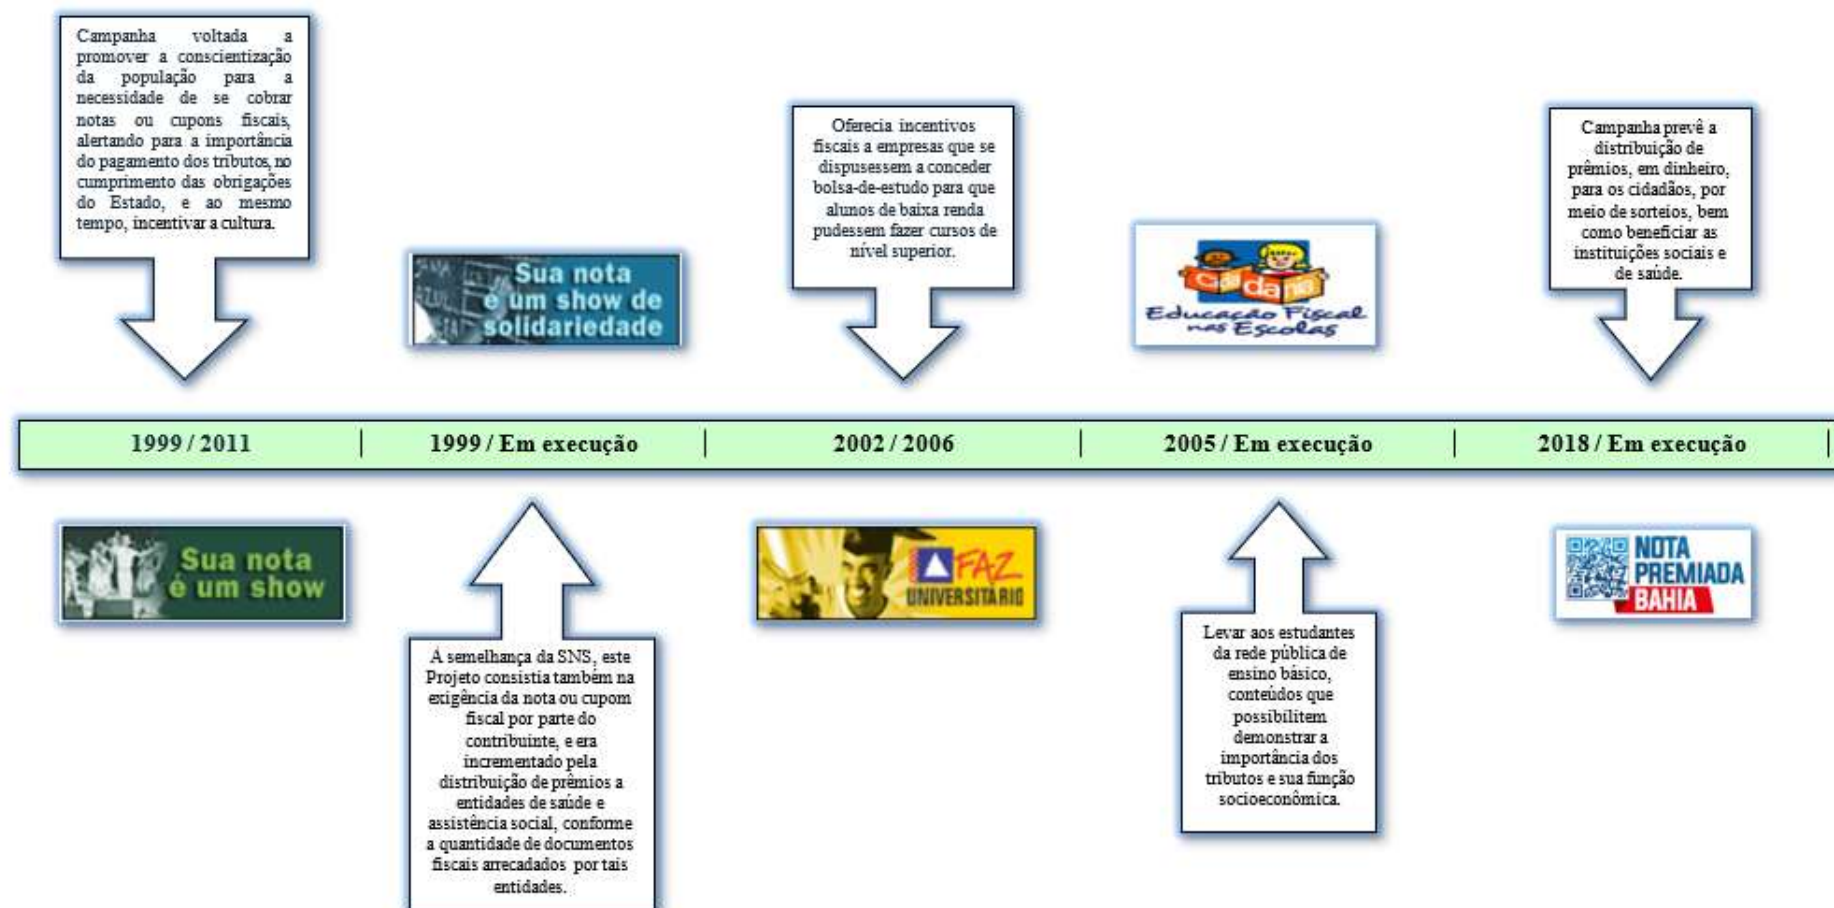 Campanha voltada a
promover a conscientização
da população para a
necessidade de se cobrar
notas ou cupons fiscais,
alertando para a importância
do pagamento dos tributos, no
cumprimento das obrigações
do Estado, e ao mesmo
tempo, incentivar a cultura.
Sua nota
é um show de
solidariedade
Oferecia incentivos
fiscais a empresas que se
dispusessem a conceder
bolsa-de-estudo para que
alunos de baixa renda
pudessem fazer cursos de
nível superior.
Cidadania
Educação Fiscal
nas Escolas
Campanha prevê a
distribuição de
prêmios, em dinheiro,
para os cidadãos, por
meio de sorteios, bem
como beneficiar as
instituições sociais e
de saúde.
1999 / 2011 | 1999 / Em execução | 2002 / 2006 | 2005 / Em execução | 2018 / Em execução |
Sua nota
é um show
À semelhança da SNS, este
Projeto consistia também na
exigência da nota ou cupom
fiscal por parte do
contribuinte, e era
incrementado pela
distribuição de prêmios a
entidades de saúde e
assistência social, conforme
a quantidade de documentos
fiscais arrecadados por tais
entidades.
FAZ
UNIVERSITÁRIO
Levar aos estudantes
da rede pública de
ensino básico,
conteúdos que
possibilitem
demonstrar a
importância dos
tributos e sua função
socioeconômica.
NOTA
PREMIADA
BAHIA